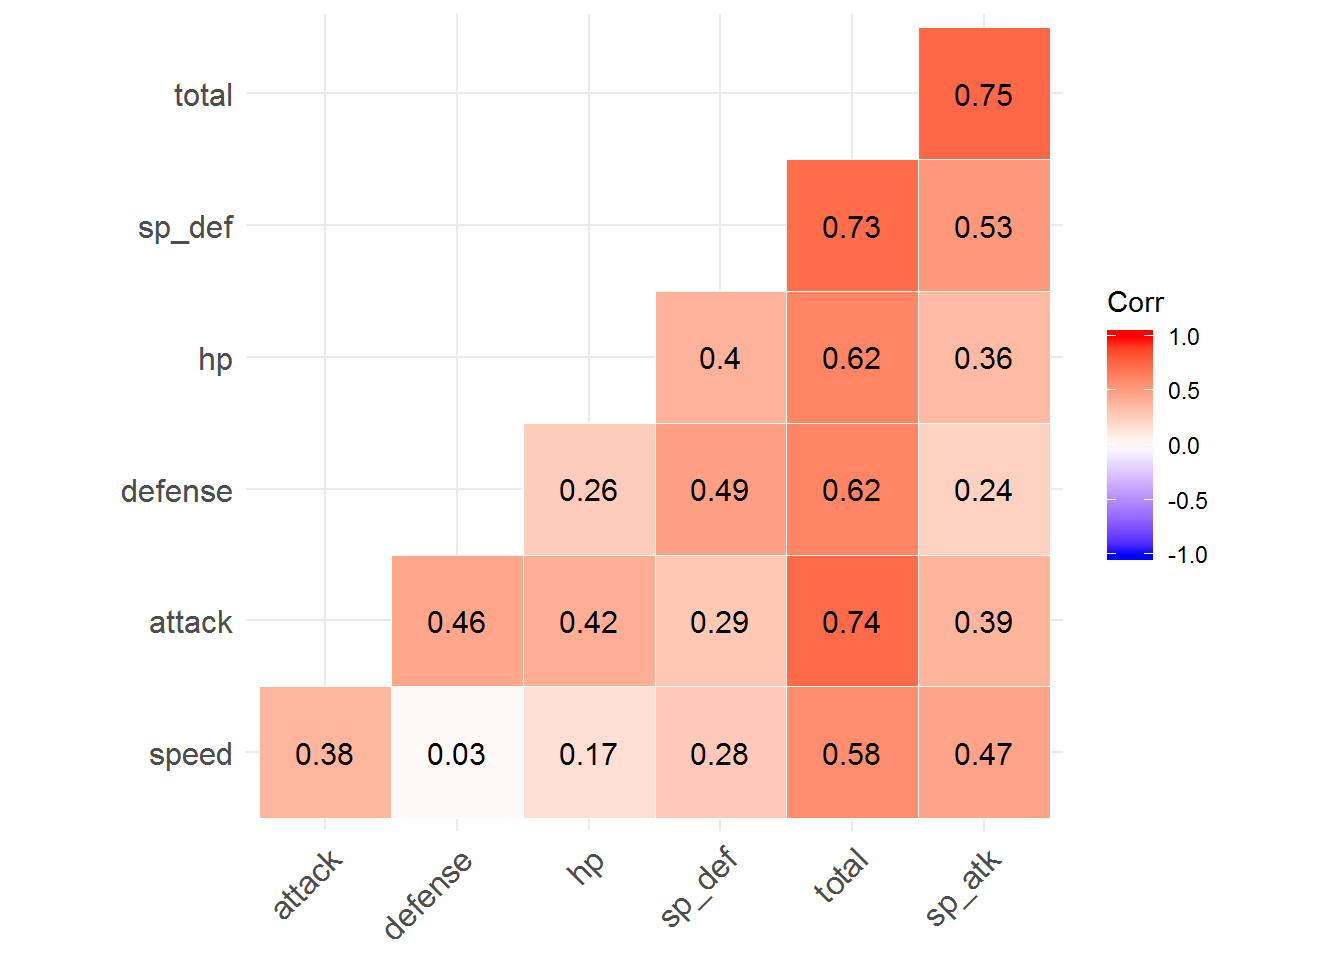 total
0.75
sp_def
0.73 0.53
hp
0.4 0.62 0.36
defense
0.26 0.49 0.62 0.24
attack
0.46 0.42 0.29 0.74 0.39
speed
0.38 0.03 0.17 0.28 0.58 0.47
attack
defense
hp
sp_def
total
sp_atk
Corr
1.0
0.5
0.0
-0.5
-1.0